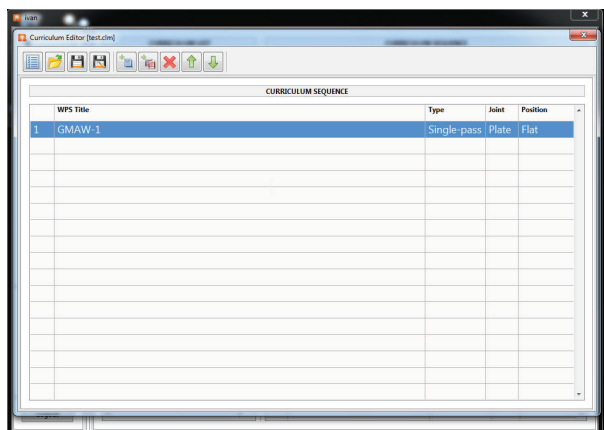 ivan
Curriculum Editor [test.clm]
CURRICULUM SEQUENCE
WPS Title Type Joint Position
1 GMAW-1 Single-pass Plate Flat